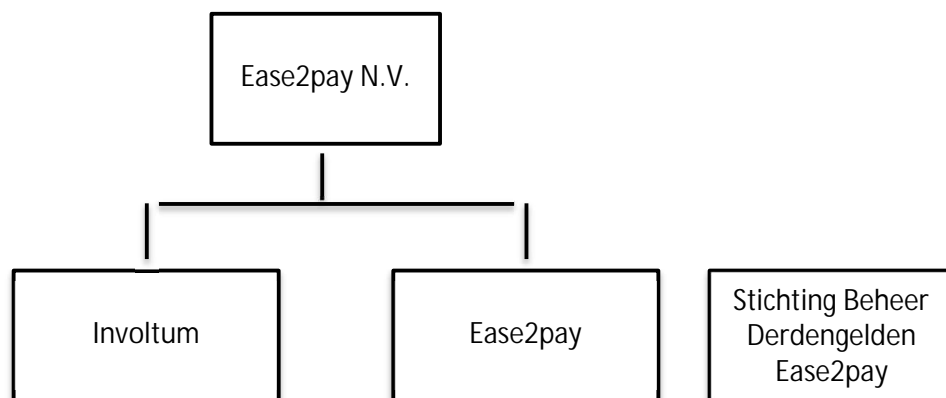 Ease2pay N.V.
Involtum
Ease2pay
Stichting Beheer
Derdengelden
Ease2pay